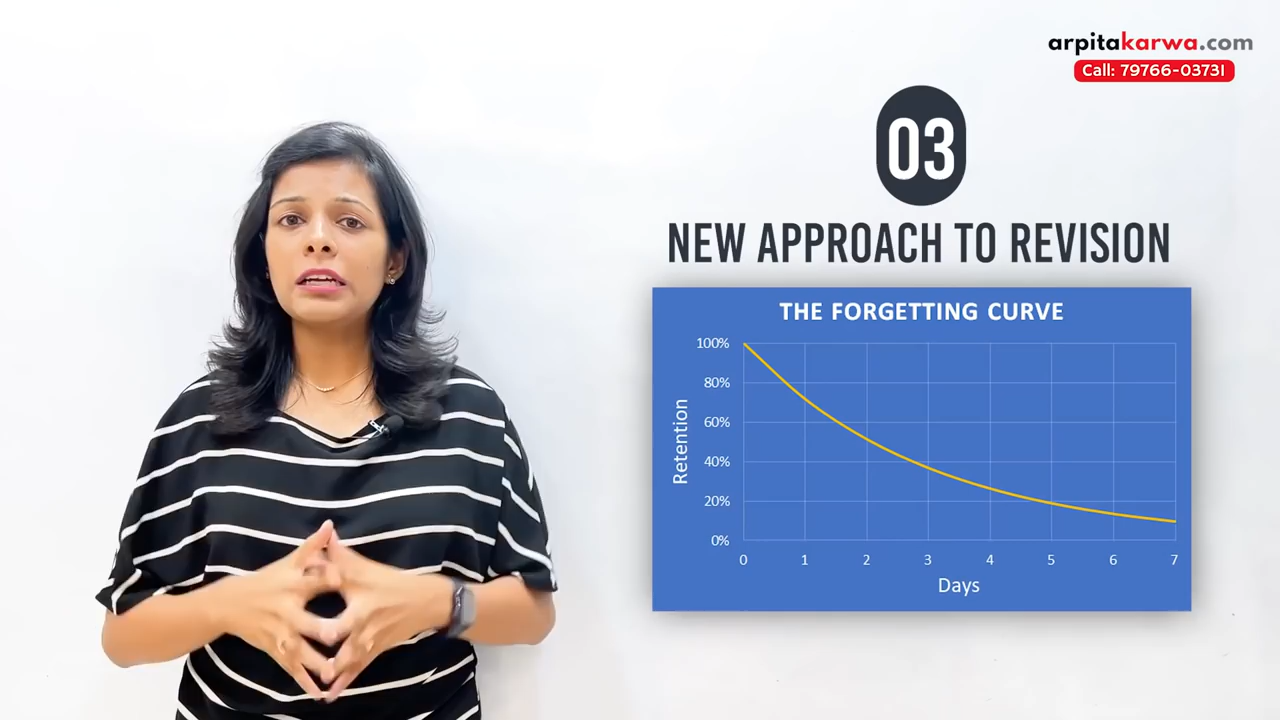 arpitakarwa.com
Call: 79766-03731
03
NEW APPROACH TO REVISION
THE FORGETTING CURVE
100%
80%
60%
40%
20%
0%
Retention
0 1 2 3 4 5 6 7
Days